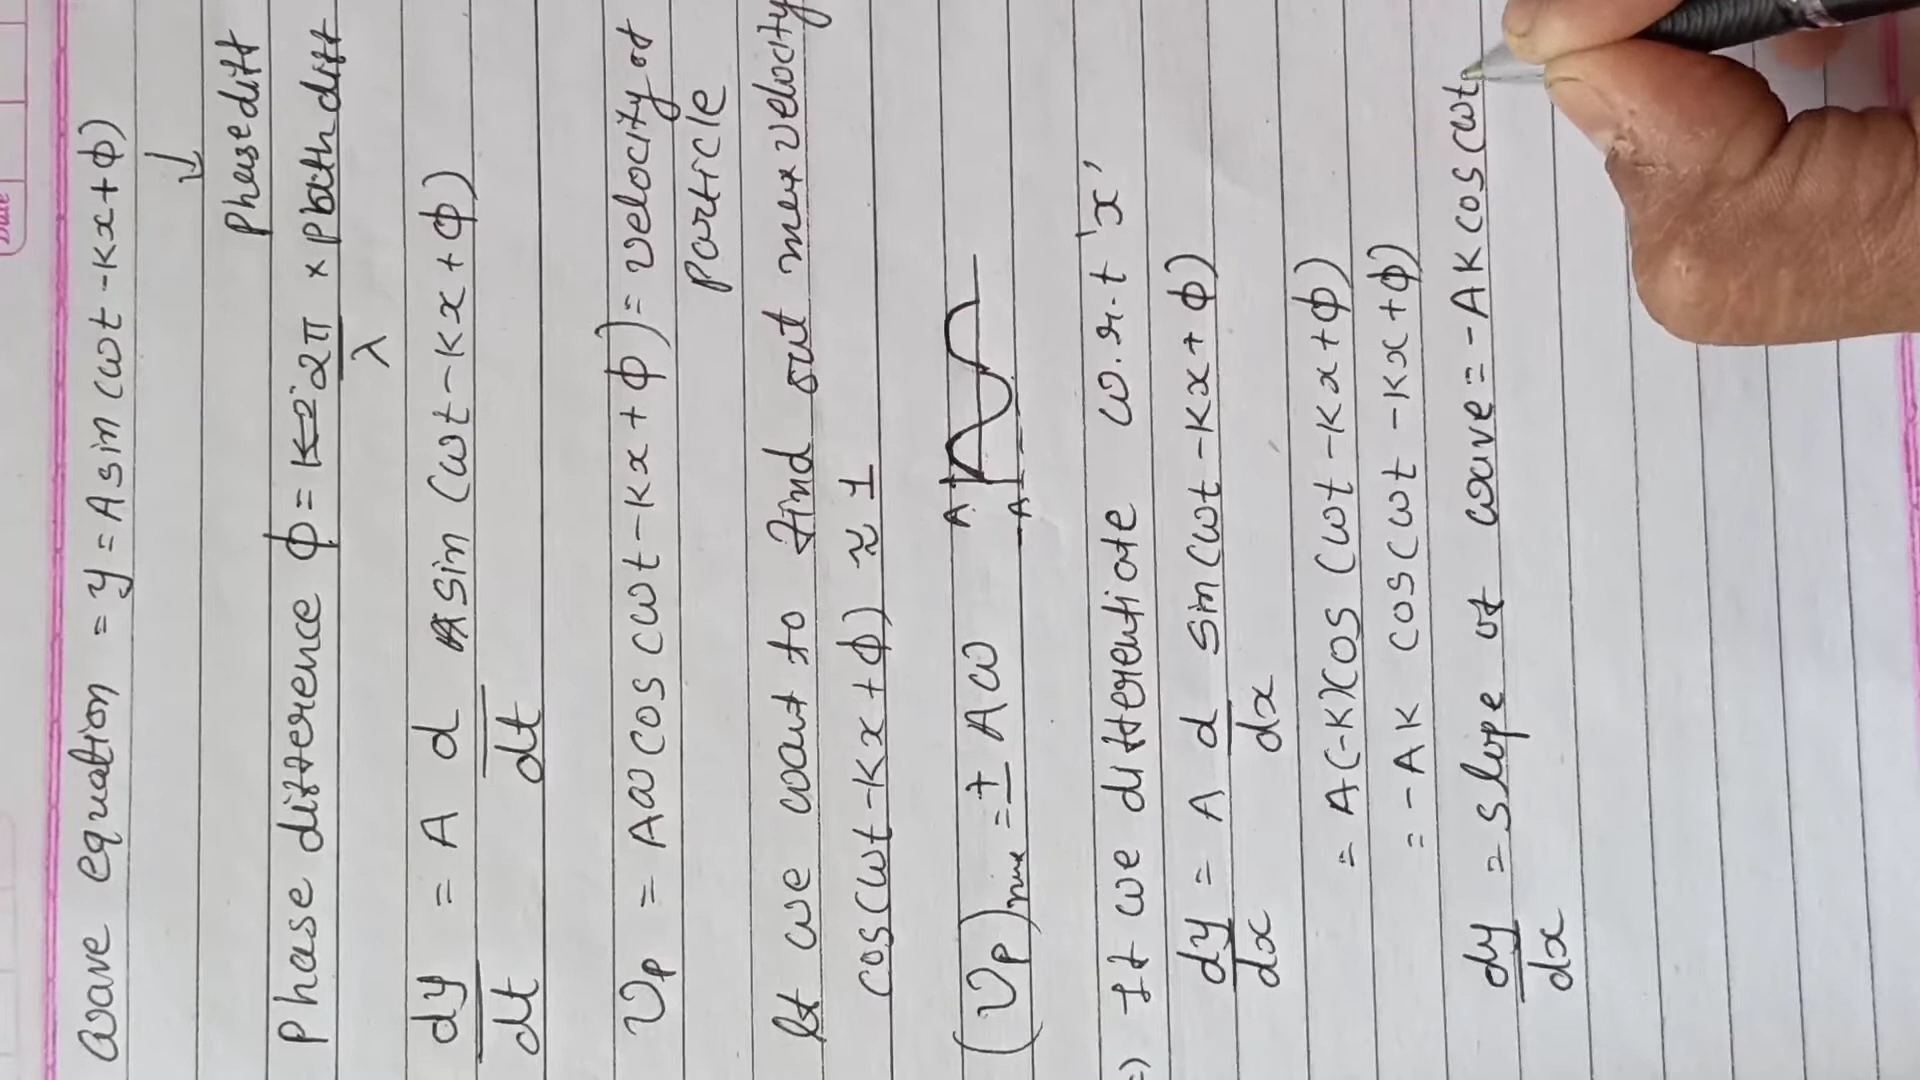 Date
wave equation = y = A sin (ωt - kx + ϕ)
↓
Phase diff
Phase difference ϕ = 2π/λ × Path diff
dy/dt = A d/dt sin (ωt - kx + ϕ)
υp = Aω cos (ωt - kx + ϕ) = velocity of
particle
If we want to find out max velocity
cos (ωt - kx + ϕ) ≈ 1
(υp)max = ± Aω A -A
=) If we differentiate w.r.t 'x'
dy/dx = A d/dx sin (ωt - kx + ϕ)
= A (-k) cos (ωt - kx + ϕ)
= -AK cos (ωt - kx + ϕ)
dy/dx = slope of wave = -AK cos (ωt